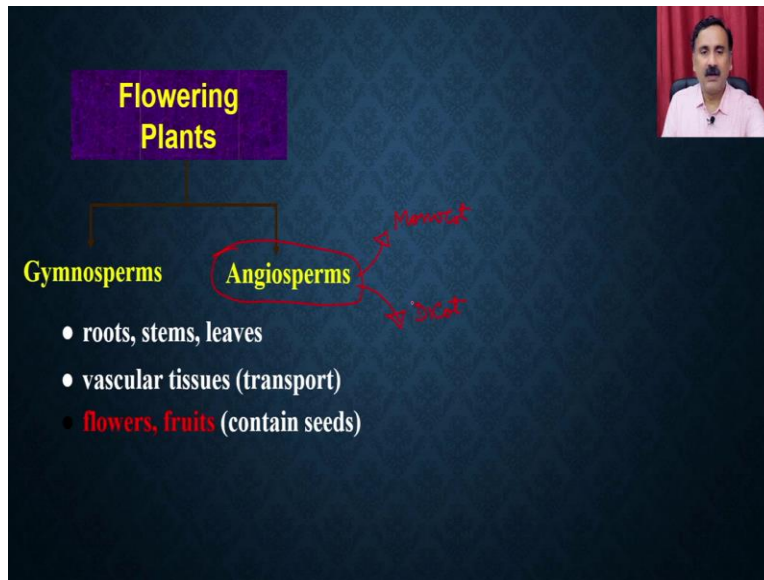 Flowering
Plants
Gymnosperms
Angiosperms
Monocot
Dicot
• roots, stems, leaves
• vascular tissues (transport)
• flowers, fruits (contain seeds)